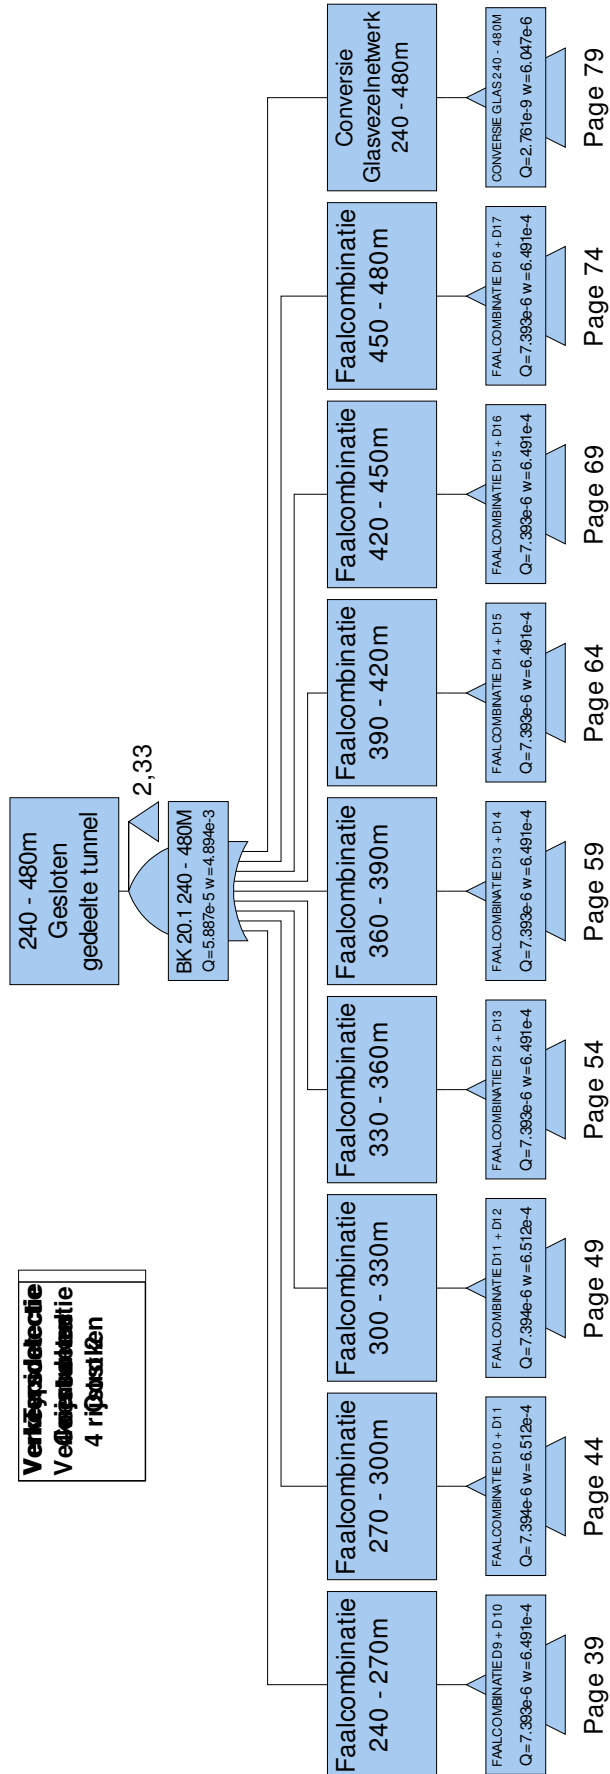 240 - 480m
Gesloten
gedeelte tunnel
2,33
BK 20.1 240 - 480M
Q=5.887e-5 w=4.894e-3
4 rijstroken
Faalcombinatie
240 - 270m
FAALCOMBINATIE D9 + D10
Q=7.393e-6 w=6.491e-4
Page 39
Faalcombinatie
270 - 300m
FAALCOMBINATIE D10 + D11
Q=7.394e-6 w=6.512e-4
Page 44
Faalcombinatie
300 - 330m
FAALCOMBINATIE D11 + D12
Q=7.394e-6 w=6.512e-4
Page 49
Faalcombinatie
330 - 360m
FAALCOMBINATIE D12 + D13
Q=7.393e-6 w=6.491e-4
Page 54
Faalcombinatie
360 - 390m
FAALCOMBINATIE D13 + D14
Q=7.393e-6 w=6.491e-4
Page 59
Faalcombinatie
390 - 420m
FAALCOMBINATIE D14 + D15
Q=7.393e-6 w=6.491e-4
Page 64
Faalcombinatie
420 - 450m
FAALCOMBINATIE D15 + D16
Q=7.393e-6 w=6.491e-4
Page 69
Faalcombinatie
450 - 480m
FAALCOMBINATIE D16 + D17
Q=7.393e-6 w=6.491e-4
Page 74
Conversie
Glasvezelnetwerk
240 - 480m
CONVERSIE GLAS 240 - 480M
Q=2.761e-9 w=6.047e-6
Page 79